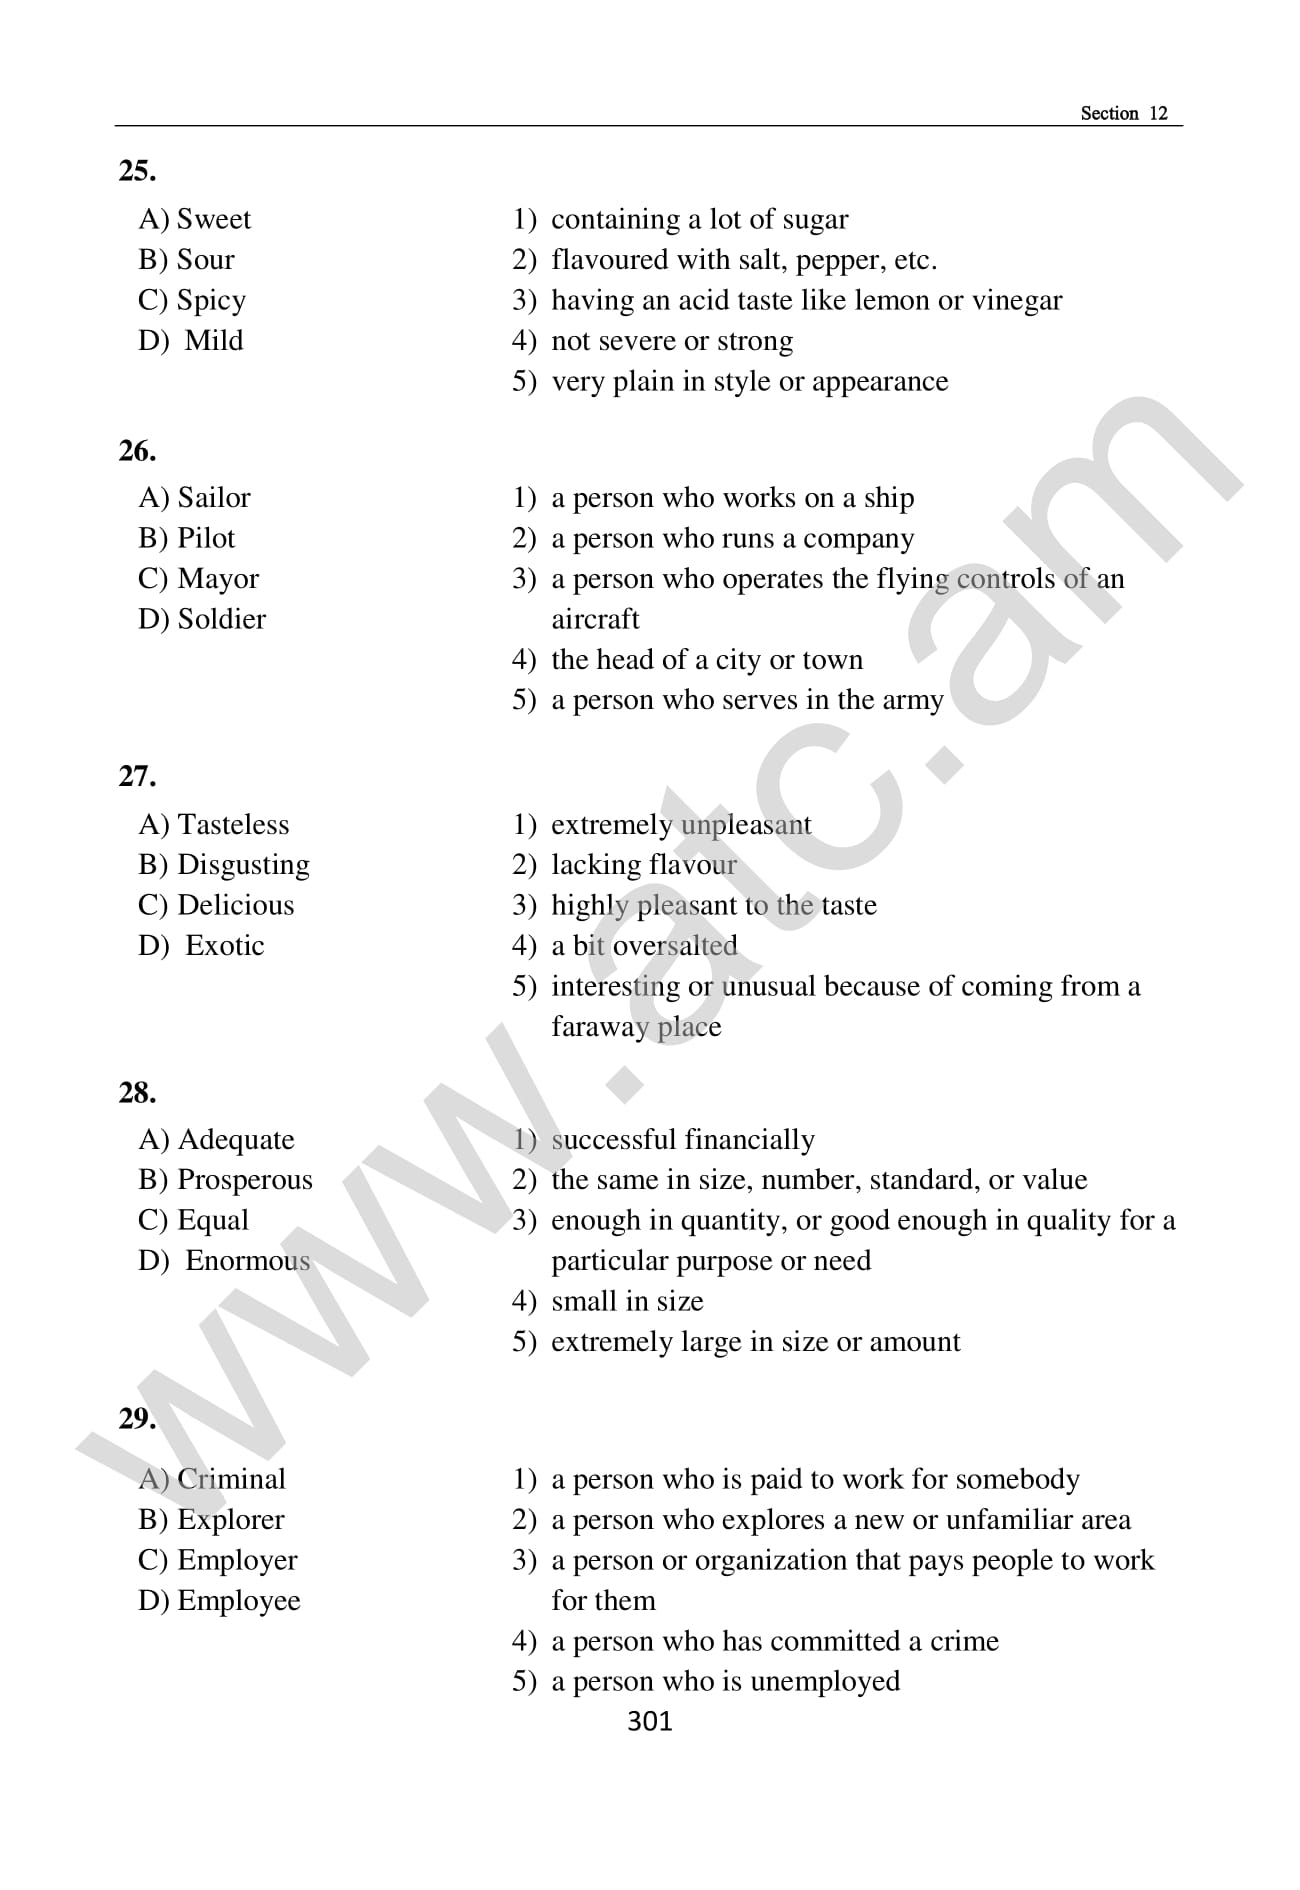 Section 12
25.
A) Sweet 1) containing a lot of sugar
B) Sour 2) flavoured with salt, pepper, etc.
C) Spicy 3) having an acid taste like lemon or vinegar
D) Mild 4) not severe or strong
5) very plain in style or appearance
26.
A) Sailor 1) a person who works on a ship
B) Pilot 2) a person who runs a company
C) Mayor 3) a person who operates the flying controls of an
D) Soldier aircraft
4) the head of a city or town
5) a person who serves in the army
27.
A) Tasteless 1) extremely unpleasant
B) Disgusting 2) lacking flavour
C) Delicious 3) highly pleasant to the taste
D) Exotic 4) a bit oversalted
5) interesting or unusual because of coming from a
faraway place
28.
A) Adequate 1) successful financially
B) Prosperous 2) the same in size, number, standard, or value
C) Equal 3) enough in quantity, or good enough in quality for a
D) Enormous particular purpose or need
4) small in size
5) extremely large in size or amount
29.
A) Criminal 1) a person who is paid to work for somebody
B) Explorer 2) a person who explores a new or unfamiliar area
C) Employer 3) a person or organization that pays people to work
D) Employee for them
4) a person who has committed a crime
5) a person who is unemployed
301
www.atc.am